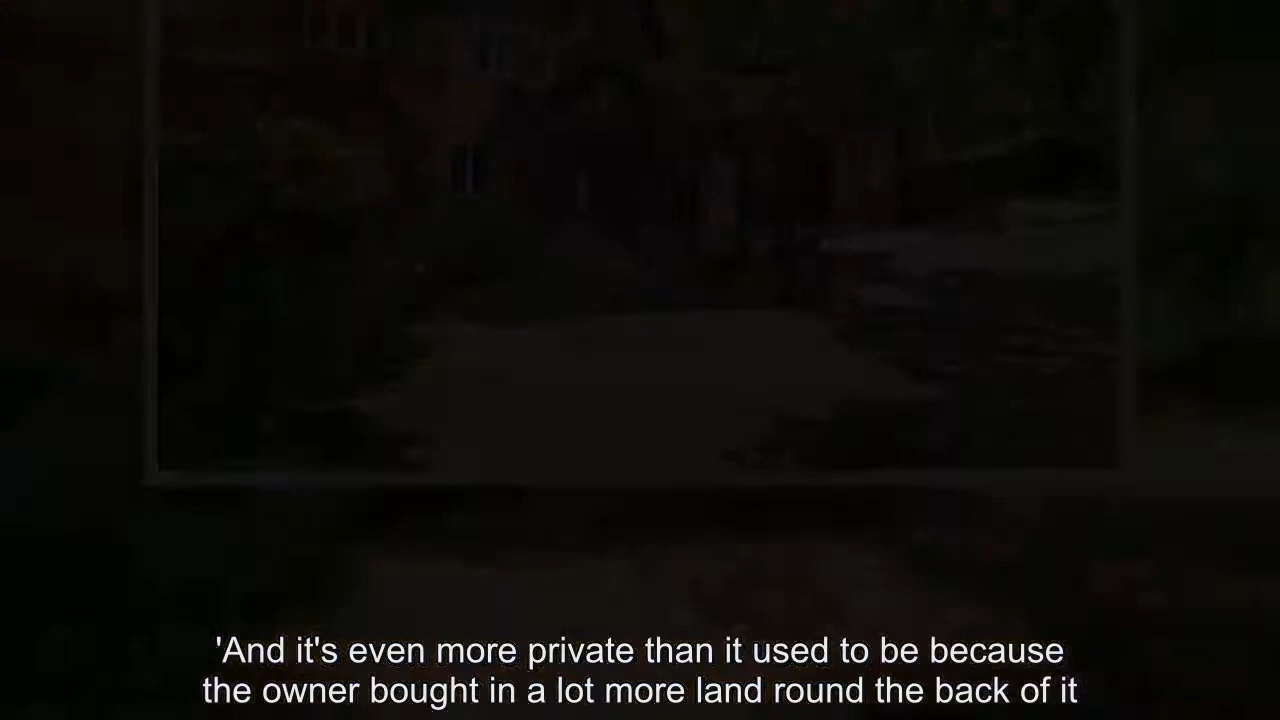 'And it's even more private than it used to be because
the owner bought in a lot more land round the back of it